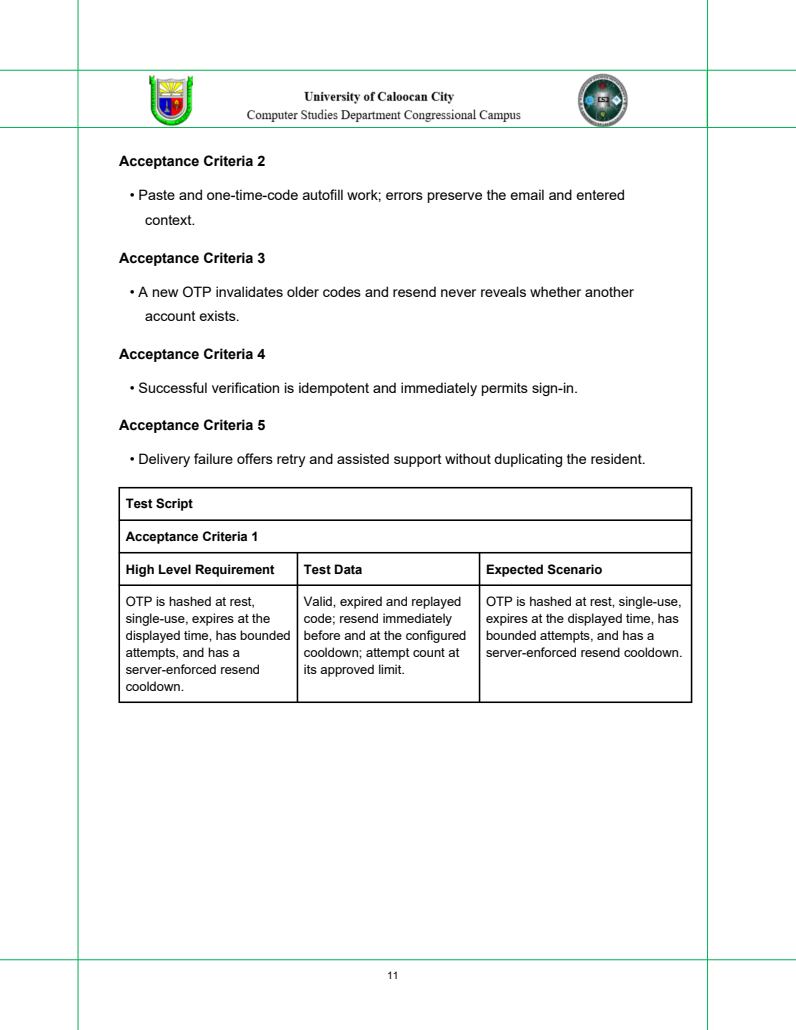 University of Caloocan City
Computer Studies Department Congressional Campus
Acceptance Criteria 2
• Paste and one-time-code autofill work; errors preserve the email and entered
context.
Acceptance Criteria 3
• A new OTP invalidates older codes and resend never reveals whether another
account exists.
Acceptance Criteria 4
• Successful verification is idempotent and immediately permits sign-in.
Acceptance Criteria 5
• Delivery failure offers retry and assisted support without duplicating the resident.
Test Script
Acceptance Criteria 1
High Level Requirement
Test Data
Expected Scenario
OTP is hashed at rest,
single-use, expires at the
displayed time, has bounded
attempts, and has a
server-enforced resend
cooldown.
Valid, expired and replayed
code; resend immediately
before and at the configured
cooldown; attempt count at
its approved limit.
OTP is hashed at rest, single-use,
expires at the displayed time, has
bounded attempts, and has a
server-enforced resend cooldown.
11